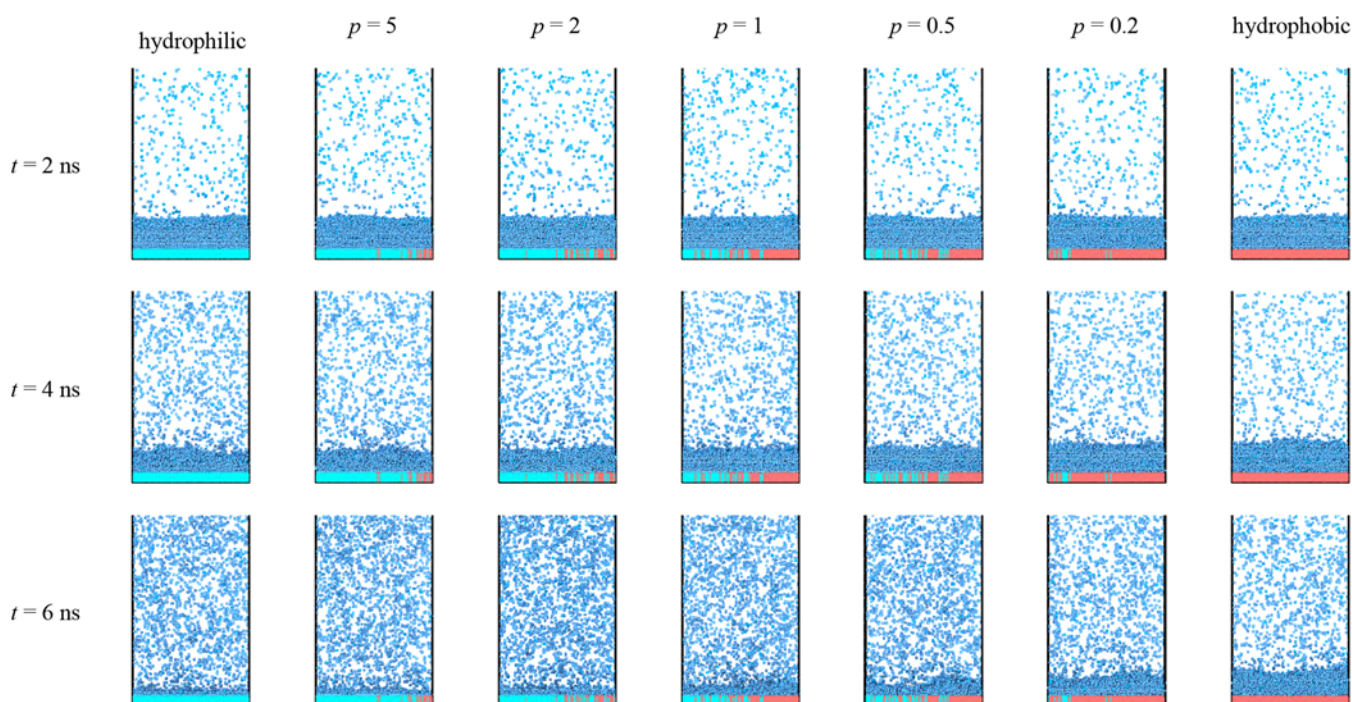 hydrophilic
p = 5
p = 2
p = 1
p = 0.5
p = 0.2
hydrophobic
t = 2 ns
t = 4 ns
t = 6 ns